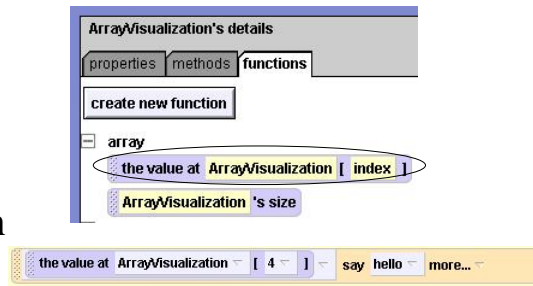 ArrayVisualization's details
properties methods functions
create new function
array
the value at ArrayVisualization [ index ]
ArrayVisualization 's size
the value at ArrayVisualization [ 4 ] say hello more...